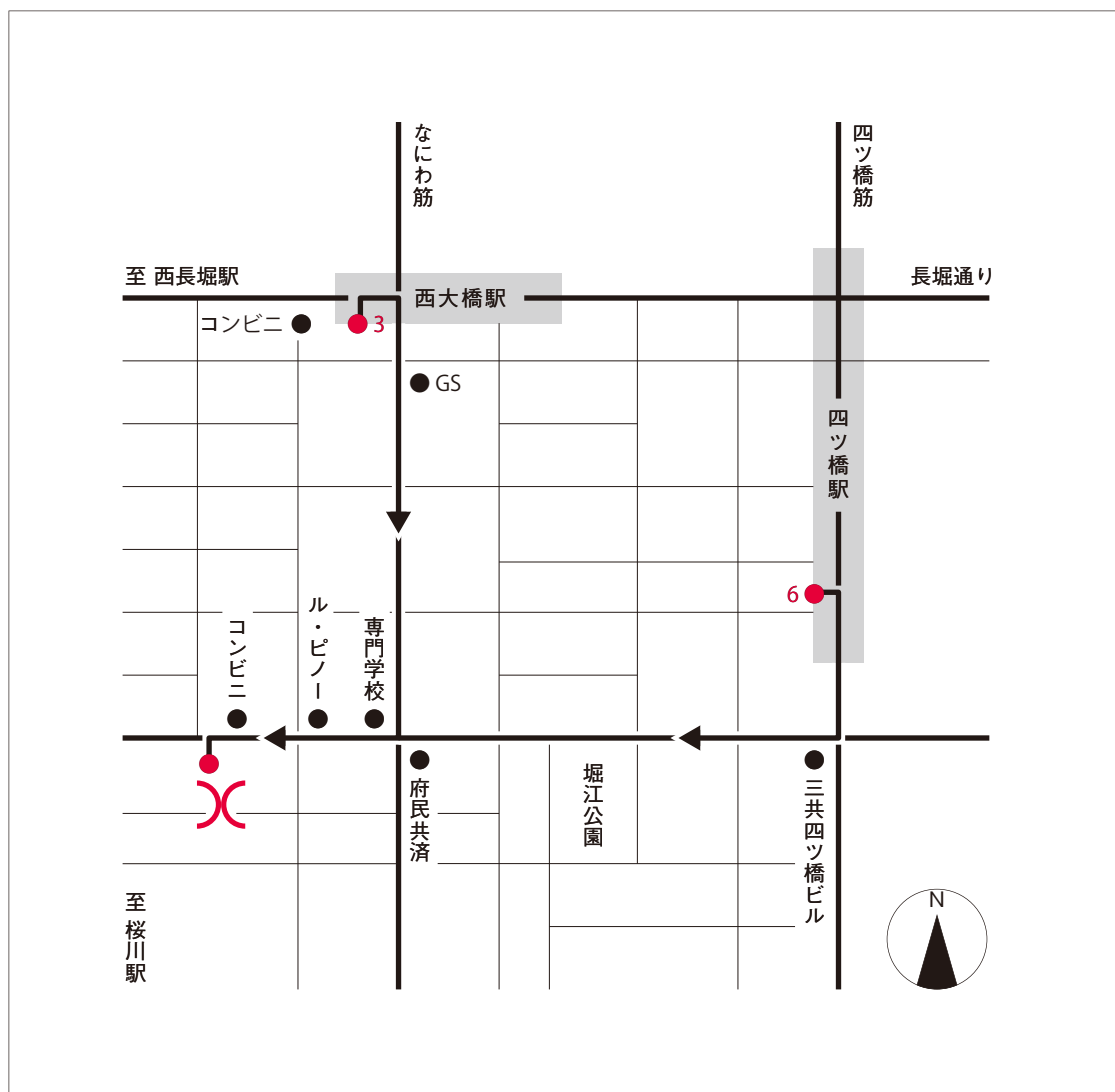 なにわ筋
四ツ橋筋
至 西長堀駅
西大橋駅
長堀通り
コンビニ
3
GS
四ツ橋駅
6
コンビニ
ル・ピノー
専門学校
府民共済
堀江公園
三共四ツ橋ビル
至 桜川駅
N